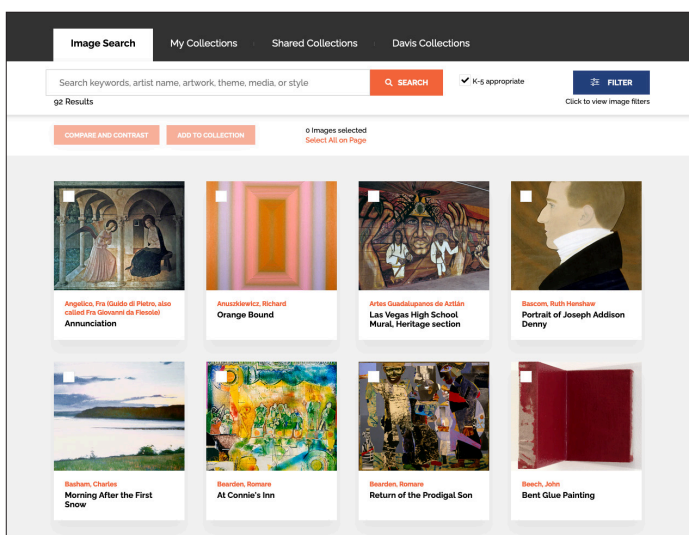 Image Search My Collections Shared Collections Davis Collections
Search keywords, artist name, artwork, theme, media, or style
SEARCH
K-5 appropriate
FILTER
92 Results
Click to view image filters
COMPARE AND CONTRAST
ADD TO COLLECTION
0 Images selected
Select All on Page
Angelico, Fra (Guido di Pietro, also
called Fra Giovanni da Fiesole)
Annunciation
Anuszkiewicz, Richard
Orange Bound
Artes Guadalupanos de Aztlán
Las Vegas High School
Mural, Heritage section
Bascom, Ruth Henshaw
Portrait of Joseph Addison
Denny
Basham, Charles
Morning After the First
Snow
Bearden, Romare
At Connie's Inn
Bearden, Romare
Return of the Prodigal Son
Beech, John
Bent Glue Painting